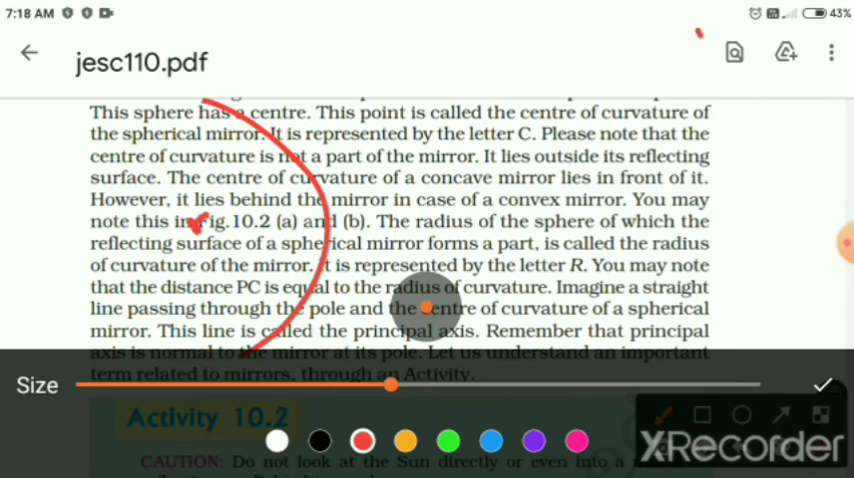 7:18 AM
43%
jesc110.pdf
This sphere has a centre. This point is called the centre of curvature of
the spherical mirror. It is represented by the letter C. Please note that the
centre of curvature is not a part of the mirror. It lies outside its reflecting
surface. The centre of curvature of a concave mirror lies in front of it.
However, it lies behind the mirror in case of a convex mirror. You may
note this in Fig.10.2 (a) and (b). The radius of the sphere of which the
reflecting surface of a spherical mirror forms a part, is called the radius
of curvature of the mirror. It is represented by the letter R. You may note
that the distance PC is equal to the radius of curvature. Imagine a straight
line passing through the pole and the centre of curvature of a spherical
mirror. This line is called the principal axis. Remember that principal
axis is normal to the mirror at its pole. Let us understand an important
term related to mirrors, through an Activity.
Size
Activity 10.2
XRecorder
CAUTION: Do not look at the Sun directly or even into a